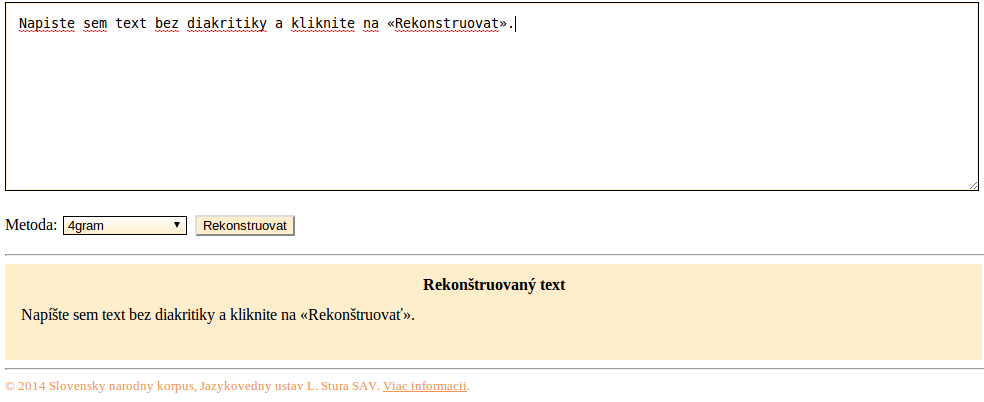 Napiste sem text bez diakritiky a kliknite na «Rekonstruovat».
Metoda: 4gram Rekonstruovat
Rekonštruovaný text
Napíšte sem text bez diakritiky a kliknite na «Rekonštruovať».
© 2014 Slovensky narodny korpus, Jazykovedny ustav L. Stura SAV. Viac informacii.